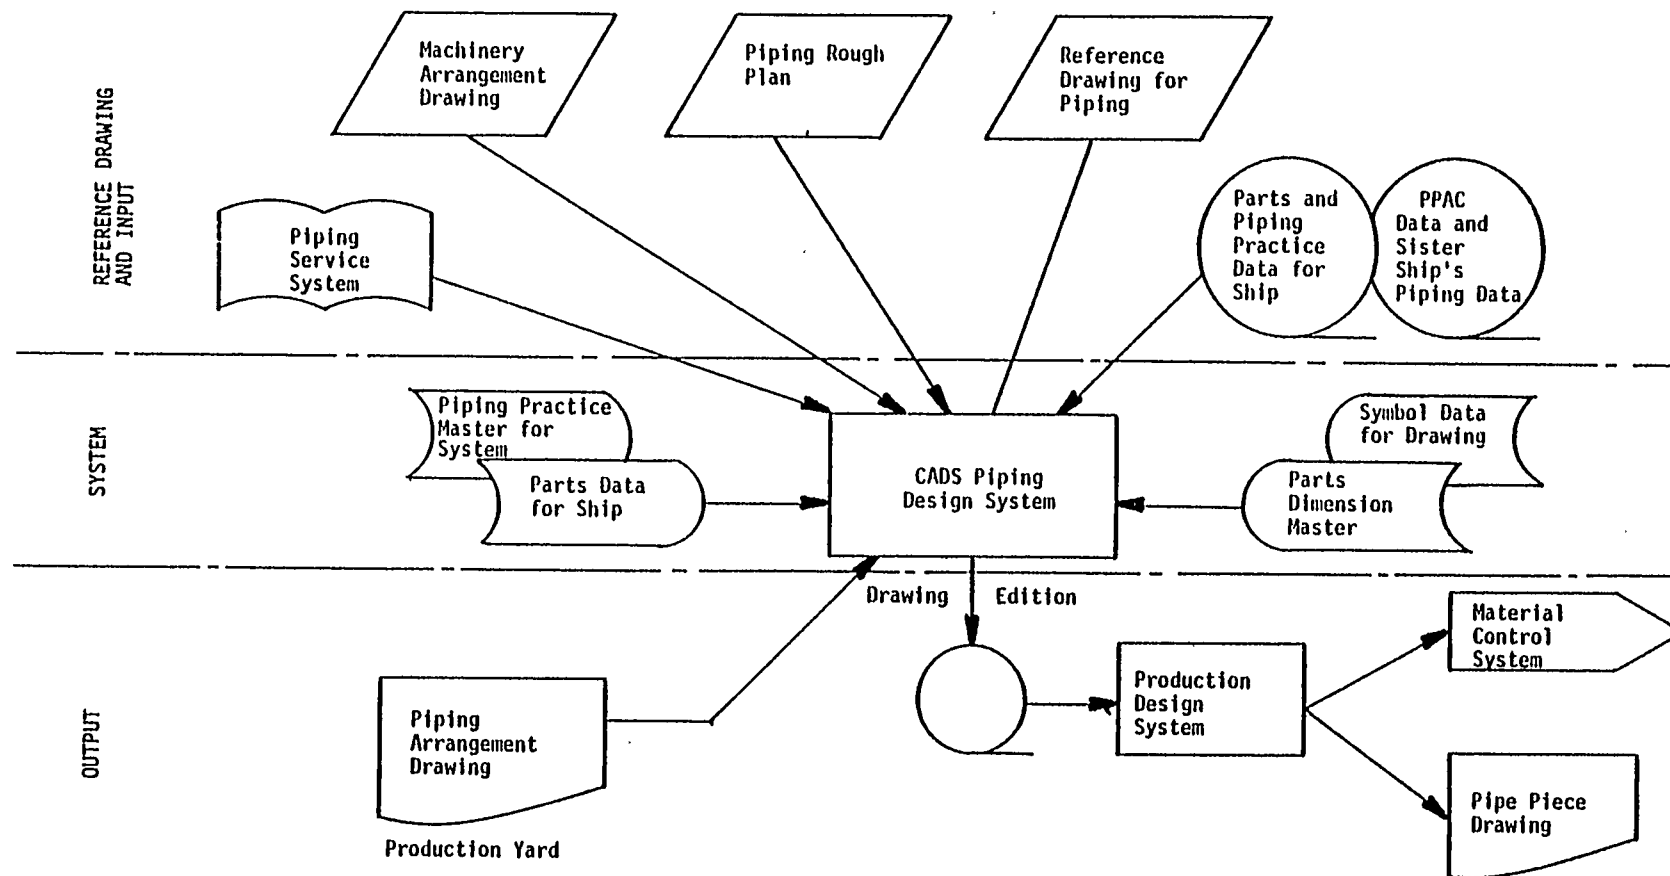 REFERENCE DRAWING
AND INPUT
Machinery
Arrangement
Drawing
Piping Rough
Plan
Reference
Drawing for
Piping
Piping
Service
System
Parts and
Piping
Practice
Data for
Ship
PPAC
Data and
Sister
Ship's
Piping Data
SYSTEM
Piping Practice
Master for
System
Parts Data
for Ship
CADS Piping
Design System
Symbol Data
for Drawing
Parts
Dimension
Master
OUTPUT
Drawing Edition
Piping
Arrangement
Drawing
Production Yard
Production
Design
System
Material
Control
System
Pipe Piece
Drawing